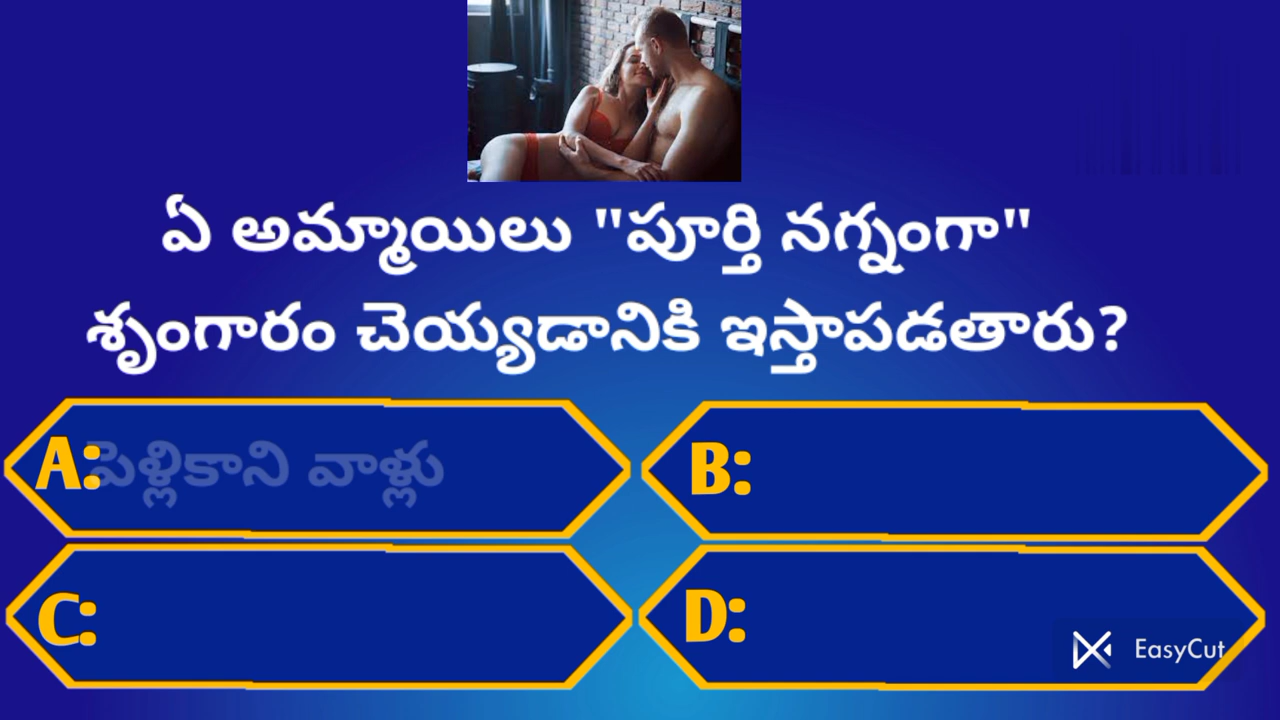 ఏ అమ్మాయిలు "పూర్తి నగ్నంగా"
శృంగారం చెయ్యడానికి ఇస్తాపడతారు?
A: పెళ్లికాని వాళ్లు
B:
C:
D:
EasyCut